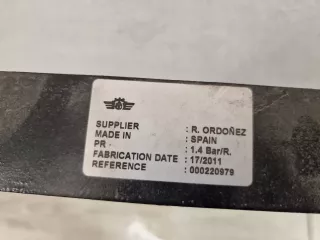 SUPPLIER : R. ORDOÑEZ
MADE IN : SPAIN
PR : 1.4 Bar/R.
FABRICATION DATE : 17/2011
REFERENCE : 000220979